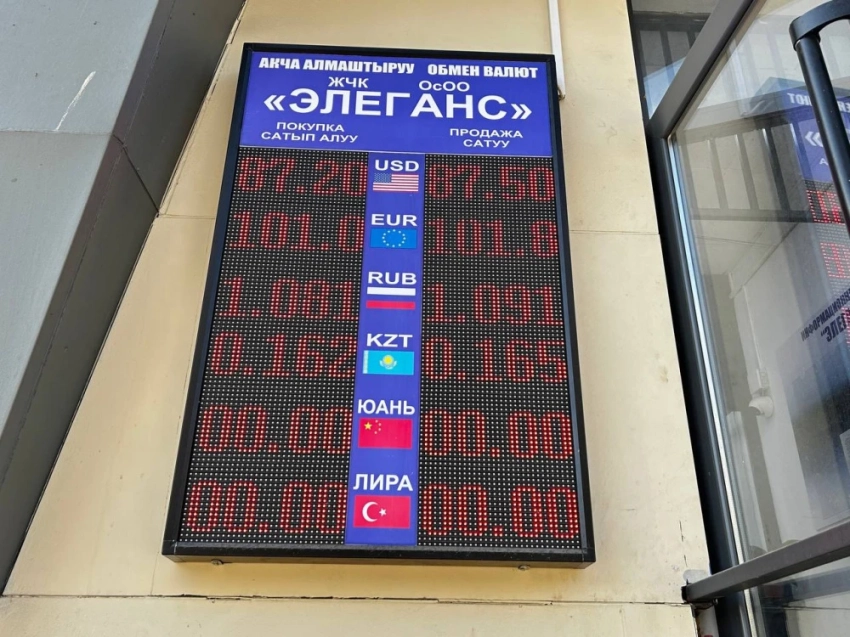 АКЧА АЛМАШТЫРУУ ОБМЕН ВАЛЮТ
ЖЧК ОсОО
«ЭЛЕГАНС»
ПОКУПКА ПРОДАЖА
САТЫП АЛУУ САТУУ
87.20 USD 87.50
101.0 EUR 101.8
1.081 RUB 1.091
0.162 KZT 0.165
00.00 ЮАНЬ 00.00
00.00 ЛИРА 00.00